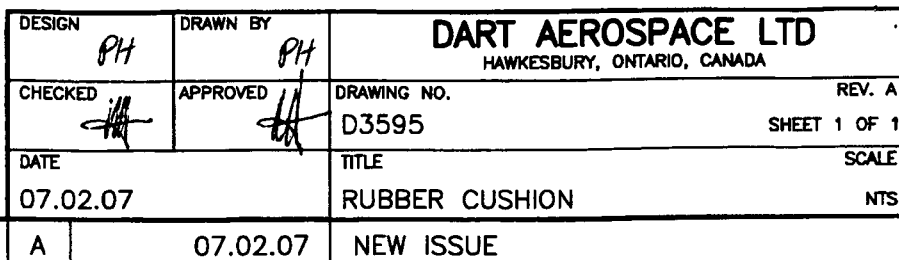 DESIGN
PH
DRAWN BY
PH
DART AEROSPACE LTD
HAWKESBURY, ONTARIO, CANADA
CHECKED
APPROVED
DRAWING NO.
D3595
REV. A
SHEET 1 OF 1
DATE
07.02.07
TITLE
RUBBER CUSHION
SCALE
NTS
A 07.02.07 NEW ISSUE